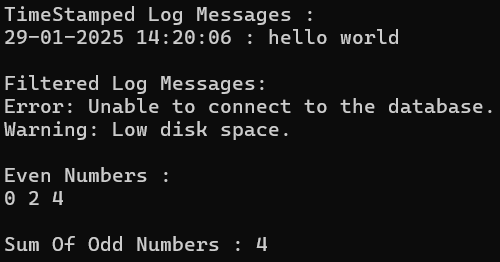 TimeStamped Log Messages :
29-01-2025 14:20:06 : hello world
Filtered Log Messages:
Error: Unable to connect to the database.
Warning: Low disk space.
Even Numbers :
0 2 4
Sum Of Odd Numbers : 4